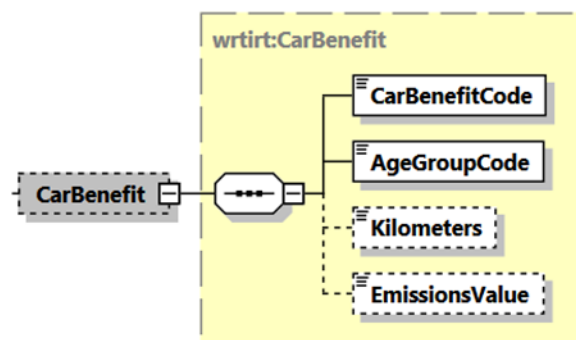 wrtirt:CarBenefit
CarBenefitCode
AgeGroupCode
CarBenefit
Kilometers
EmissionsValue